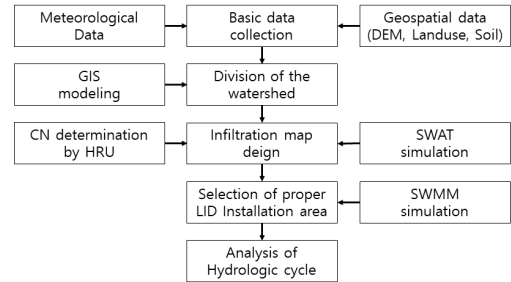 Meteorological
Data
Basic data
collection
Geospatial data
(DEM, Landuse, Soil)
GIS
modeling
Division of the
watershed
CN determination
by HRU
Infiltration map
deign
SWAT
simulation
Selection of proper
LID Installation area
SWMM
simulation
Analysis of
Hydrologic cycle